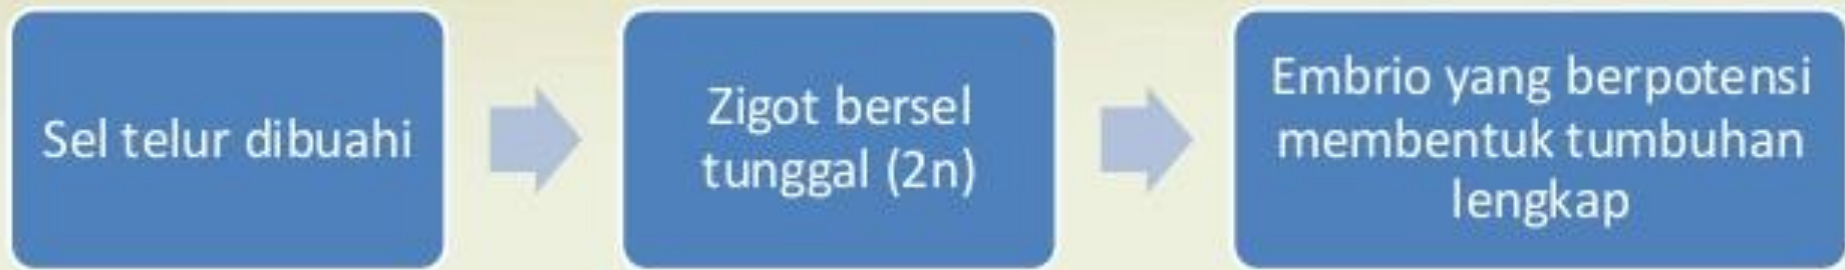 Sel telur dibuahi
Zigot bersel
tunggal (2n)
Embrio yang berpotensi
membentuk tumbuhan
lengkap